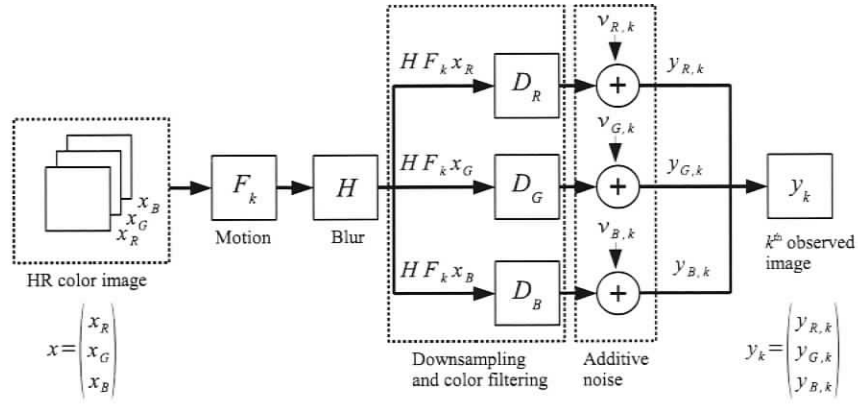 HR color image
x_B
x_G
x_R
x = (x_R x_G x_B)
F_k
Motion
H
Blur
H F_k x_R
H F_k x_G
H F_k x_B
D_R
D_G
D_B
Downsampling
and color filtering
ν_{R,k}
+
ν_{G,k}
+
ν_{B,k}
+
Additive
noise
y_{R,k}
y_{G,k}
y_{B,k}
y_k
k^{th} observed
image
y_k = (y_{R,k} y_{G,k} y_{B,k})